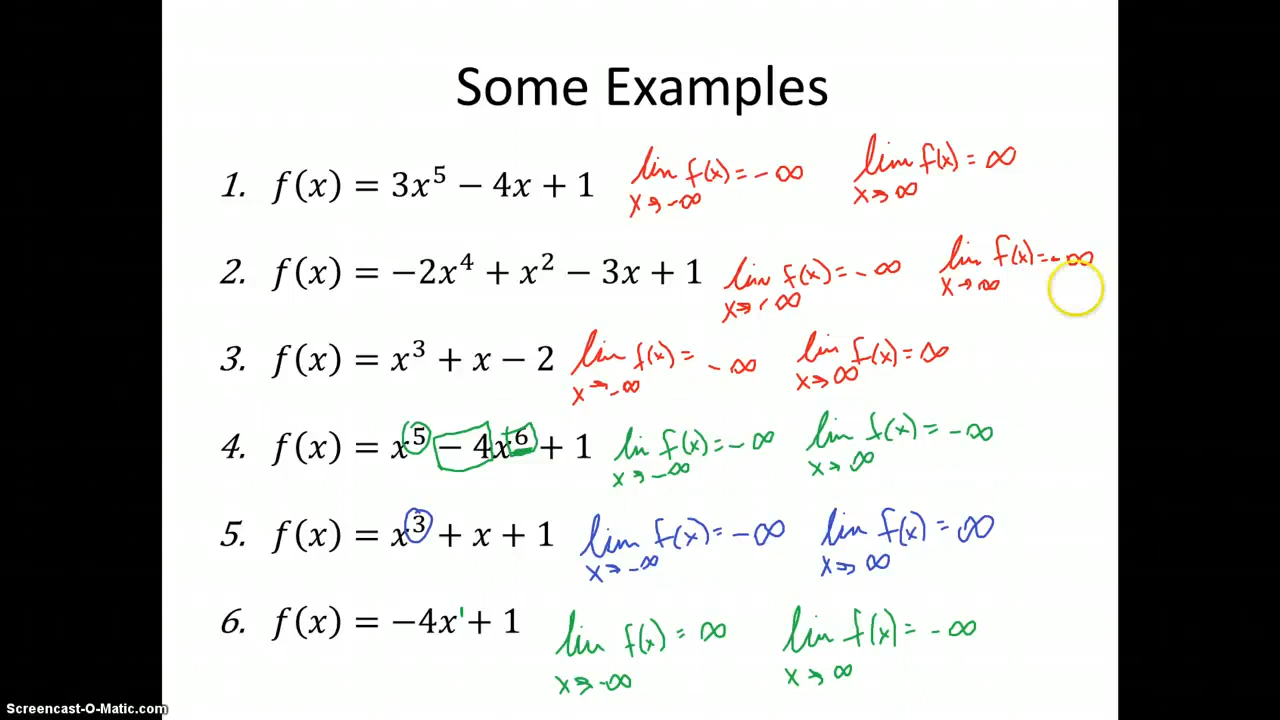 Some Examples
1. f(x) = 3x⁵ − 4x + 1 lim x→-∞ f(x) = -∞ lim x→∞ f(x) = ∞
2. f(x) = −2x⁴ + x² − 3x + 1 lim x→-∞ f(x) = -∞ lim x→∞ f(x) = -∞
3. f(x) = x³ + x − 2 lim x→-∞ f(x) = -∞ lim x→∞ f(x) = ∞
4. f(x) = x⁵ − 4x⁶ + 1 lim x→-∞ f(x) = -∞ lim x→∞ f(x) = -∞
5. f(x) = x³ + x + 1 lim x→-∞ f(x) = -∞ lim x→∞ f(x) = ∞
6. f(x) = −4x¹ + 1 lim x→-∞ f(x) = ∞ lim x→∞ f(x) = -∞
Screencast-O-Matic.com